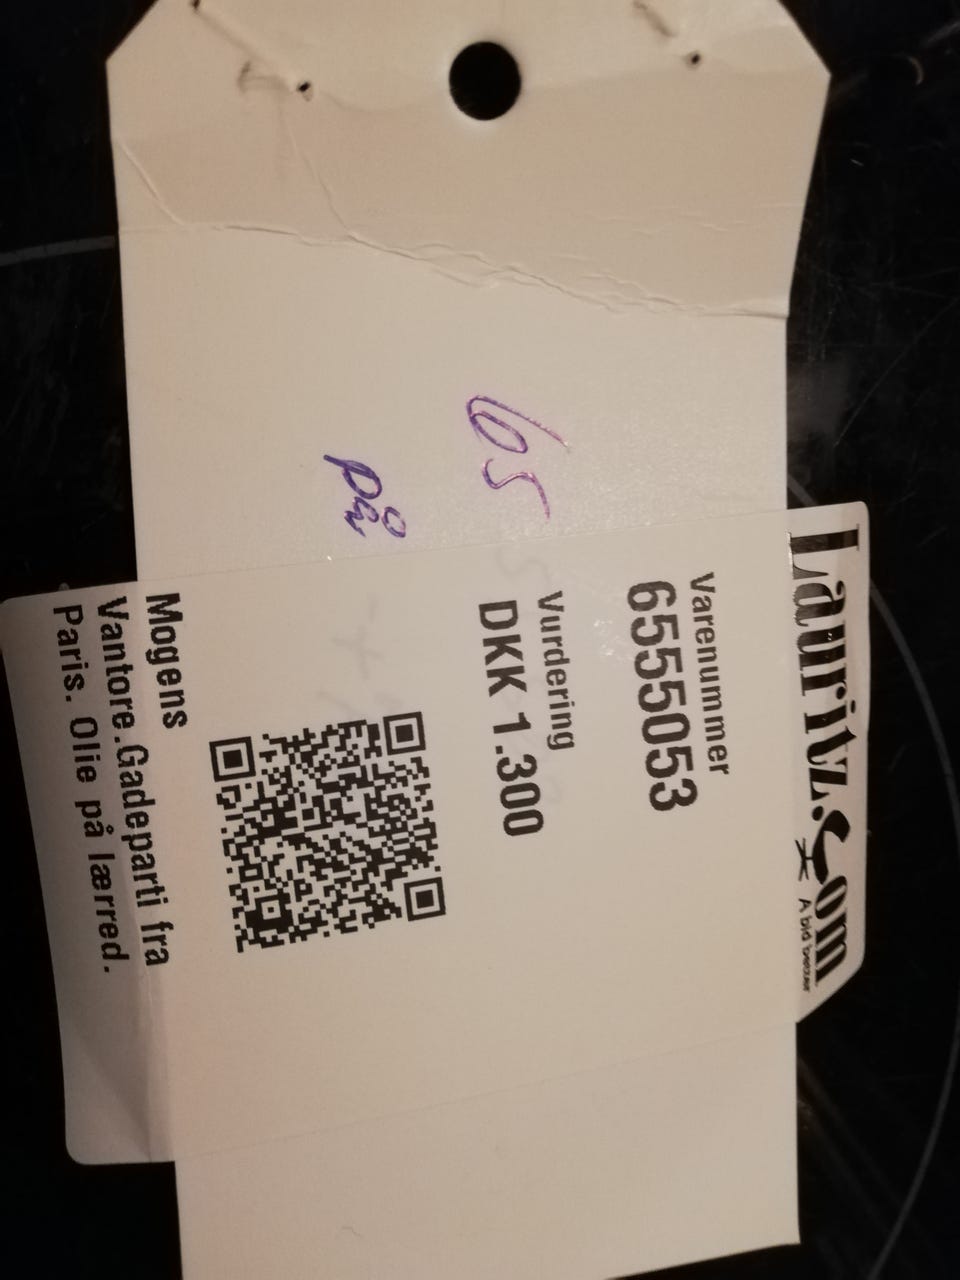 Lauritz.com
A bid better
Varenummer
6555053
Vurdering
DKK 1.300
65
på
Mogens
Vantore.Gadeparti fra
Paris. Olie på lærred.